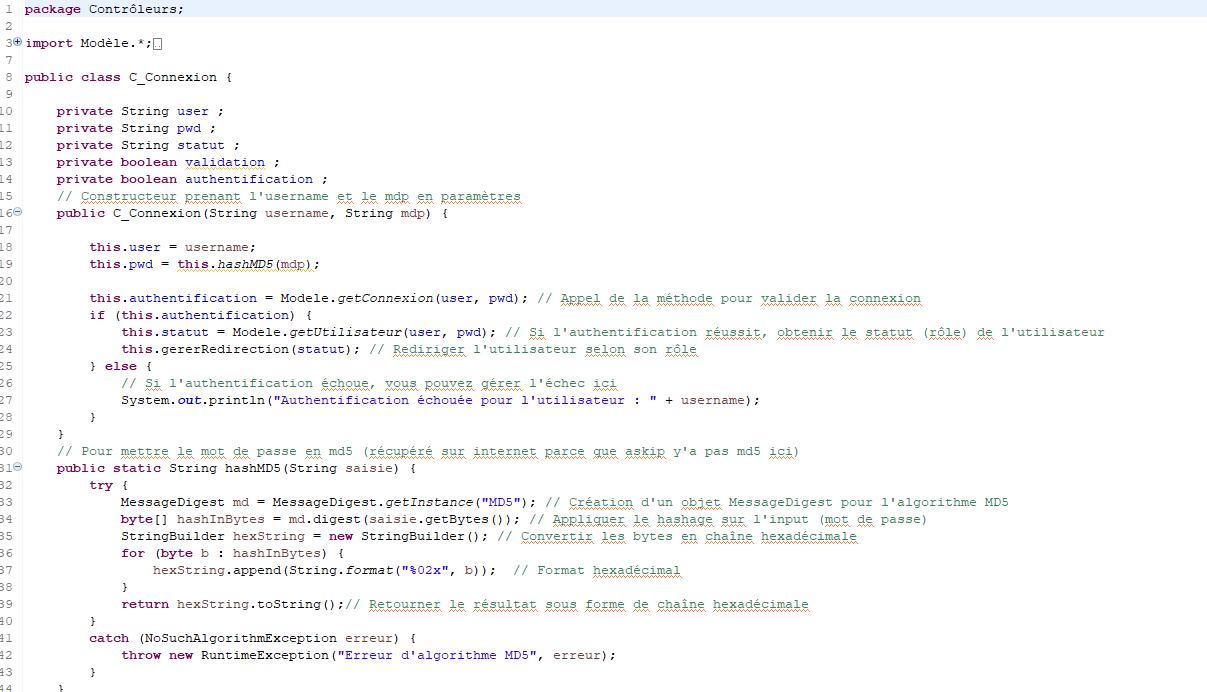 1 package Contrôleurs;
2
3 import Modèle.*;
7
8 public class C_Connexion {
9
10 private String user ;
11 private String pwd ;
12 private String statut ;
13 private boolean validation ;
14 private boolean authentification ;
15 // Constructeur prenant l'username et le mdp en paramètres
16 public C_Connexion(String username, String mdp) {
17
18 this.user = username;
19 this.pwd = this.hashMD5(mdp);
20
21 this.authentification = Modele.getConnexion(user, pwd); // Appel de la méthode pour valider la connexion
22 if (this.authentification) {
23 this.statut = Modele.getUtilisateur(user, pwd); // Si l'authentification réussit, obtenir le statut (rôle) de l'utilisateur
24 this.gererRedirection(statut); // Rediriger l'utilisateur selon son rôle
25 } else {
26 // Si l'authentification échoue, vous pouvez gérer l'échec ici
27 System.out.println("Authentification échouée pour l'utilisateur : " + username);
28 }
29 }
30 // Pour mettre le mot de passe en md5 (récupéré sur internet parce que askip y'a pas md5 ici)
31 public static String hashMD5(String saisie) {
32 try {
33 MessageDigest md = MessageDigest.getInstance("MD5"); // Création d'un objet MessageDigest pour l'algorithme MD5
34 byte[] hashInBytes = md.digest(saisie.getBytes()); // Appliquer le hashage sur l'input (mot de passe)
35 StringBuilder hexString = new StringBuilder(); // Convertir les bytes en chaîne hexadécimale
36 for (byte b : hashInBytes) {
37 hexString.append(String.format("%02x", b)); // Format hexadécimal
38 }
39 return hexString.toString();// Retourner le résultat sous forme de chaîne hexadécimale
40 }
41 catch (NoSuchAlgorithmException erreur) {
42 throw new RuntimeException("Erreur d'algorithme MD5", erreur);
43 }
44 }